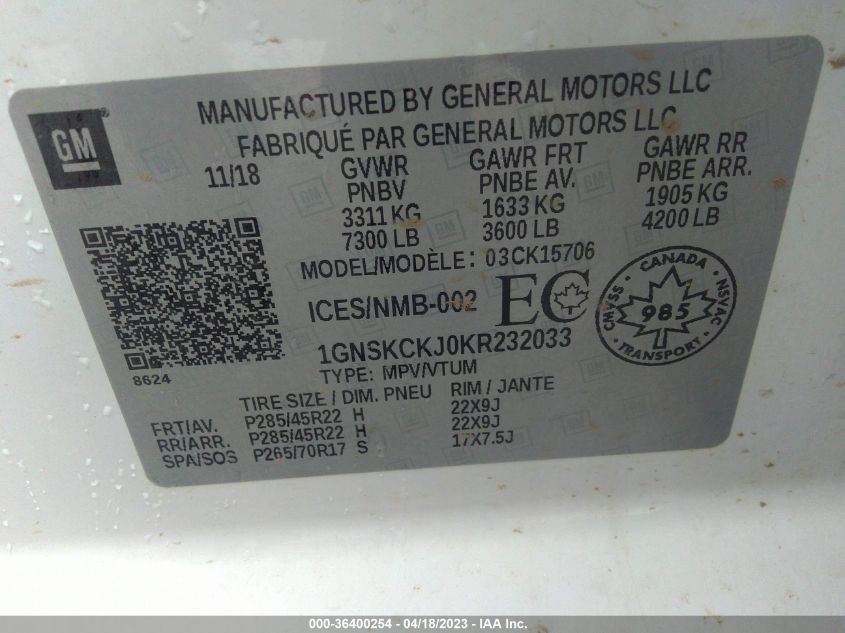 MANUFACTURED BY GENERAL MOTORS LLC
FABRIQUÉ PAR GENERAL MOTORS LLC
GM ®
11/18 GVWR GAWR FRT GAWR RR
PNBV PNBE AV. PNBE ARR.
3311 KG 1633 KG 1905 KG
7300 LB 3600 LB 4200 LB
MODEL/MODÈLE: 03CK15706
ICES/NMB-002 EC
CANADA
CMVSS 985 NSVAC
TRANSPORT
1GNSKCKJ0KR232033
8624
TYPE: MPV/VTUM
TIRE SIZE / DIM. PNEU RIM / JANTE
FRT/AV. P285/45R22 H 22X9J
RR/ARR. P285/45R22 H 22X9J
SPA/SOS P265/70R17 S 17X7.5J
000-36400254 - 04/18/2023 - IAA Inc.